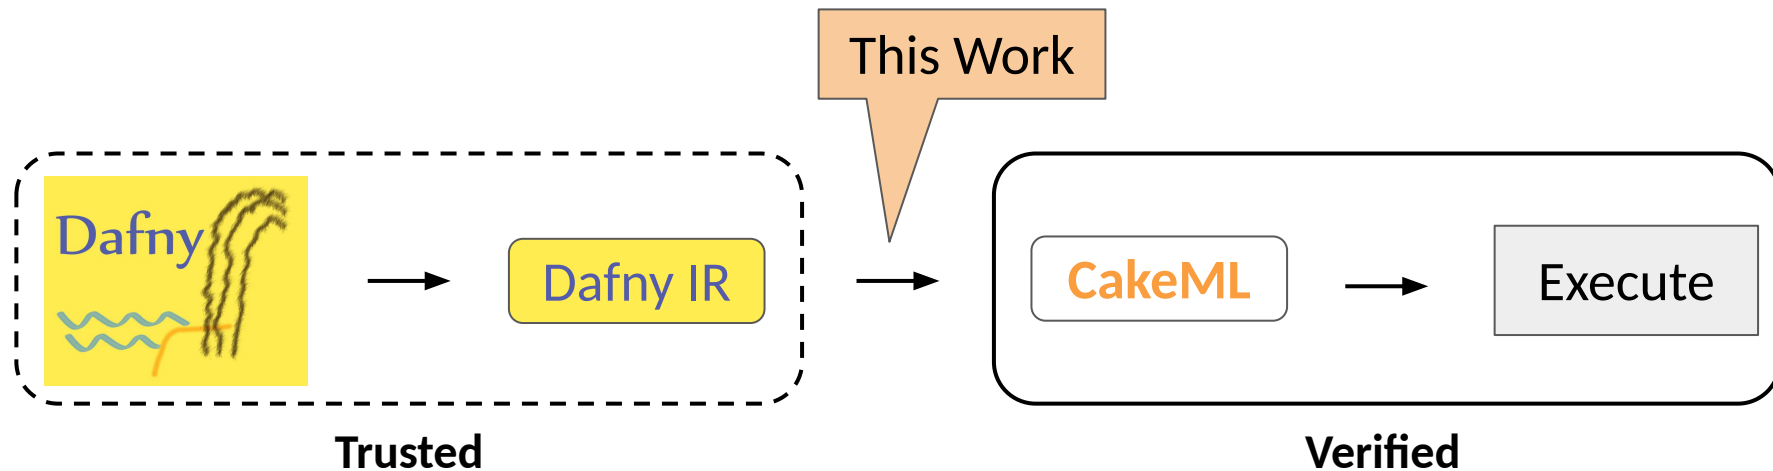 This Work
Dafny
Dafny IR
CakeML
Execute
Trusted
Verified